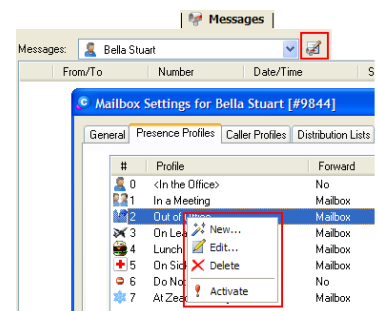 Messages
Messages: Bella Stuart
From/To Number Date/Time S
Mailbox Settings for Bella Stuart [#9844]
General Presence Profiles Caller Profiles Distribution Lists
# Profile Forward
0 <In the Office> No
1 In a Meeting Mailbox
2 Out of Mailbox
3 On Lea Mailbox
4 Lunch Mailbox
5 On Sick Mailbox
6 Do No No
7 At Zea Mailbox
New...
Edit...
Delete
Activate